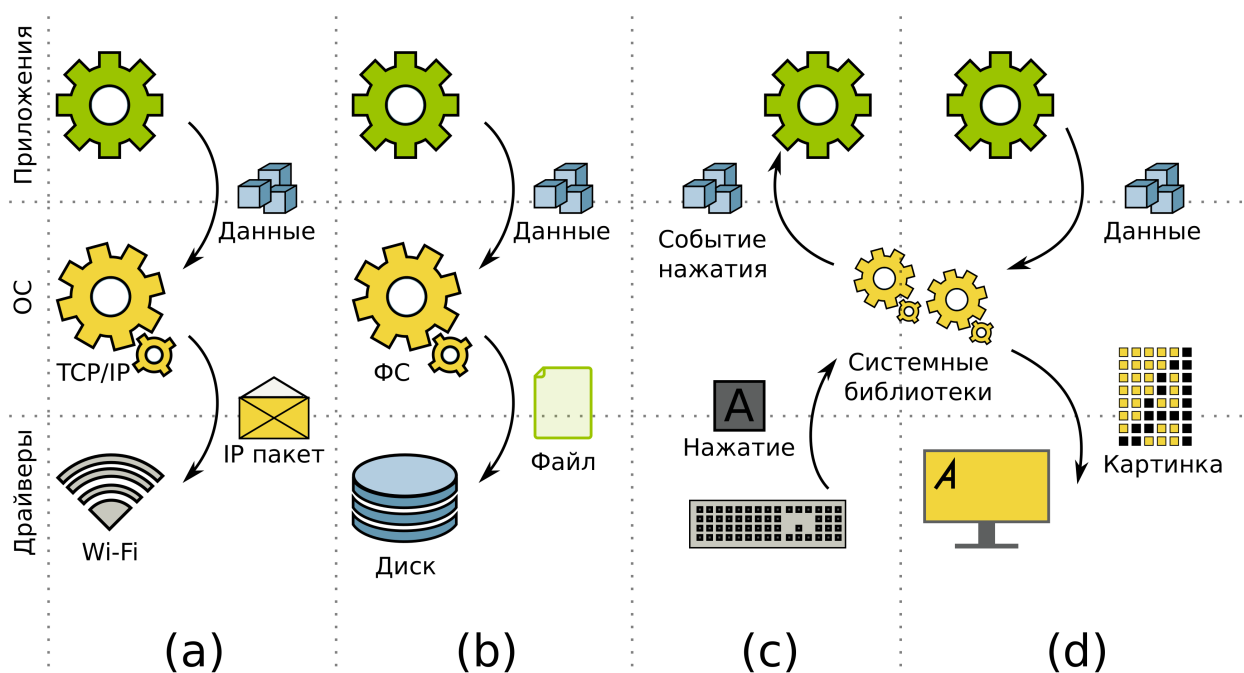 Приложения
ОС
Драйверы
Данные
TCP/IP
IP пакет
Wi-Fi
(a)
Данные
ФС
Файл
Диск
(b)
Событие
нажатия
Системные
библиотеки
A
Нажатие
(c)
Данные
Картинка
A
(d)